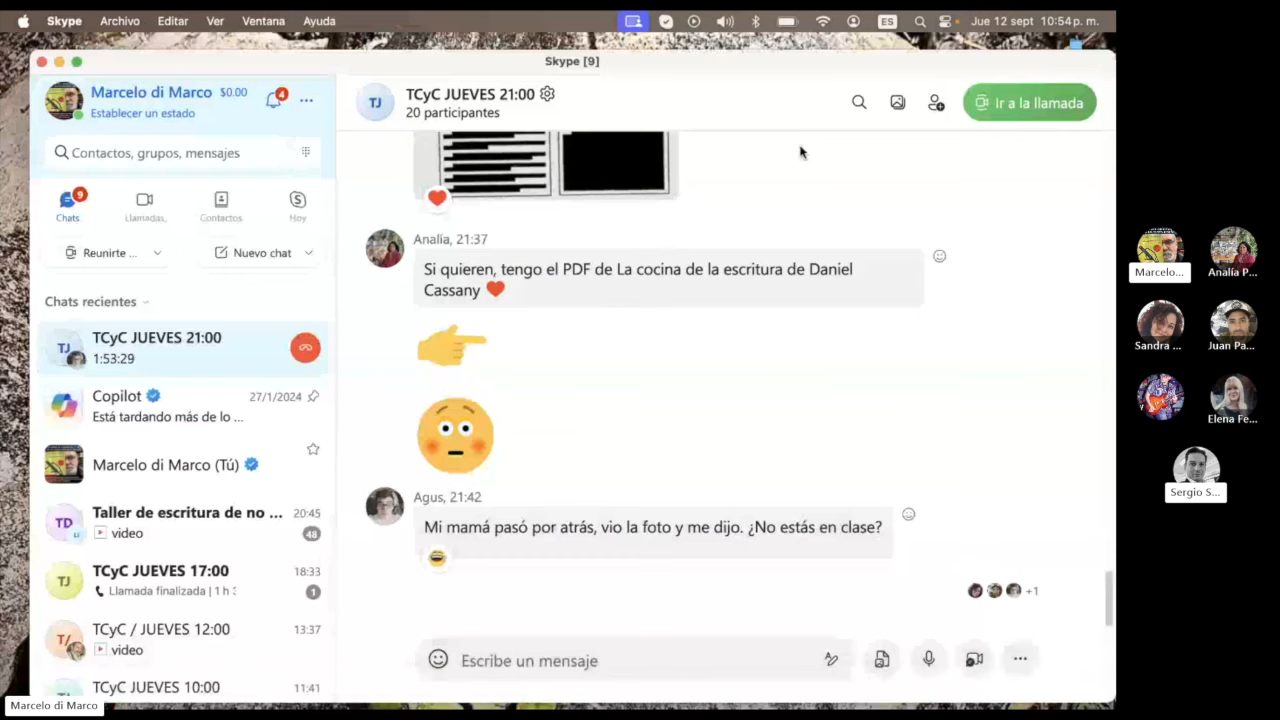 Skype Archivo Editar Ver Ventana Ayuda ES Jue 12 sept 10:54 p. m.
Skype [9]
Marcelo di Marco $0.00 4
Establecer un estado
Contactos, grupos, mensajes
9
Chats Llamadas, Contactos Hoy
Reunirte ... Nuevo chat
Chats recientes
TJ TCyC JUEVES 21:00
1:53:29
Copilot 27/1/2024
Está tardando más de lo ...
Marcelo di Marco (Tú)
TD LI Taller de escritura de no ... 20:45
video 48
TJ TCyC JUEVES 17:00 18:33
Llamada finalizada | 1 h 1
T/ TCyC / JUEVES 12:00 13:37
video
TCyC JUEVES 10:00 11:41
TJ TCyC JUEVES 21:00
20 participantes
Ir a la llamada
Analía, 21:37
Si quieren, tengo el PDF de La cocina de la escritura de Daniel
Cassany
Agus, 21:42
Mi mamá pasó por atrás, vio la foto y me dijo. ¿No estás en clase?
+1
Escribe un mensaje
Marcelo... Analía P...
Sandra ... Juan Pa...
Elena Fe...
Sergio S...
Marcelo di Marco